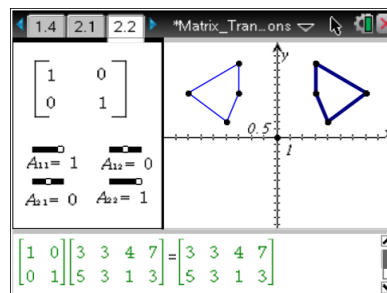 1.4 2.1 2.2 *Matrix_Tran...ons
1 0
0 1
A11= 1 A12= 0
A21= 0 A22= 1
y
0.5
1
[1 0] [3 3 4 7] = [3 3 4 7]
[0 1] [5 3 1 3] [5 3 1 3]